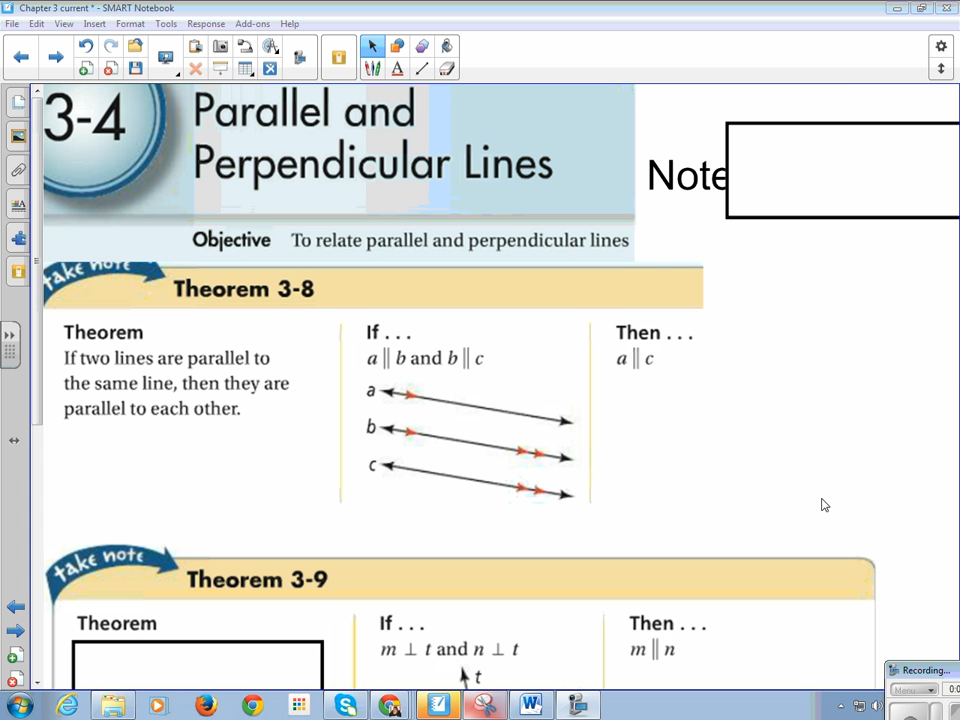 Chapter 3 current * - SMART Notebook
File Edit View Insert Format Tools Response Add-ons Help
3-4
Parallel and
Perpendicular Lines
Note
Objective To relate parallel and perpendicular lines
take note
Theorem 3-8
Theorem
If two lines are parallel to
the same line, then they are
parallel to each other.
If . . .
a || b and b || c
a
b
c
Then . . .
a || c
take note
Theorem 3-9
Theorem
If . . .
m ⊥ t and n ⊥ t
t
Then . . .
m || n
Recording...
Menu
0:0